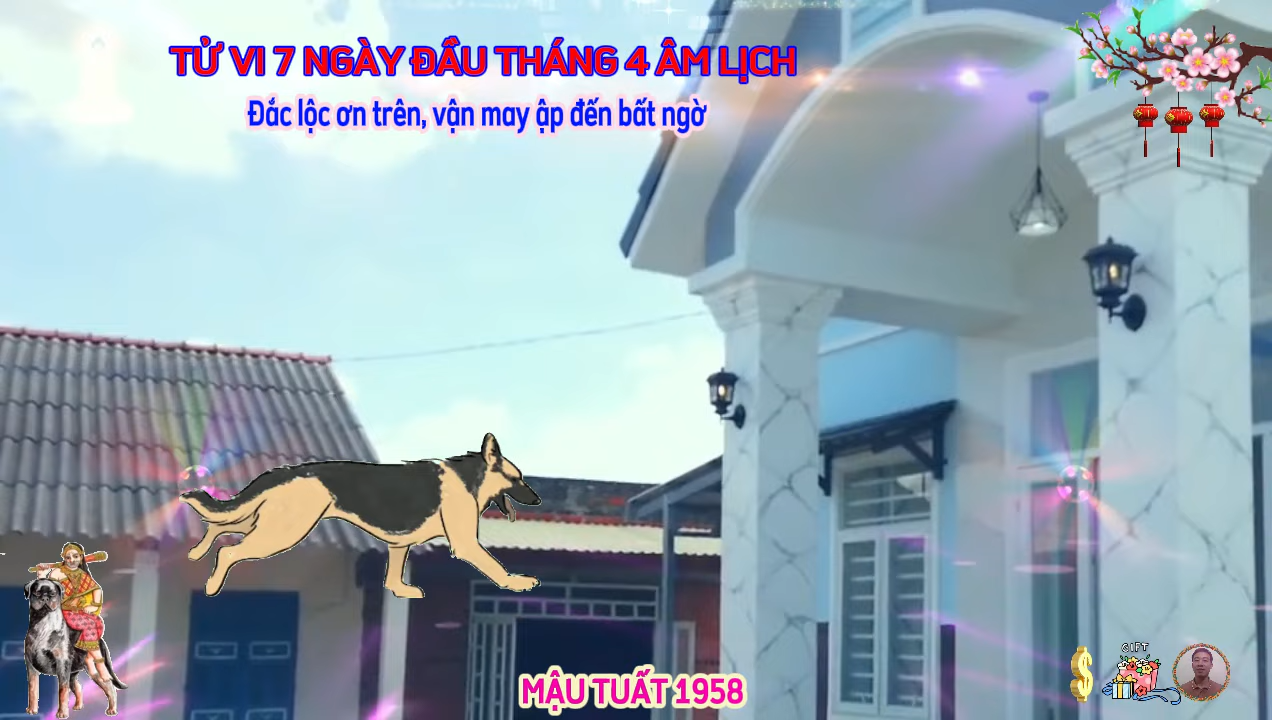 TỬ VI 7 NGÀY ĐẦU THÁNG 4 ÂM LỊCH
Đắc lộc ơn trên, vận may ập đến bất ngờ
GIFT
MẬU TUẤT 1958